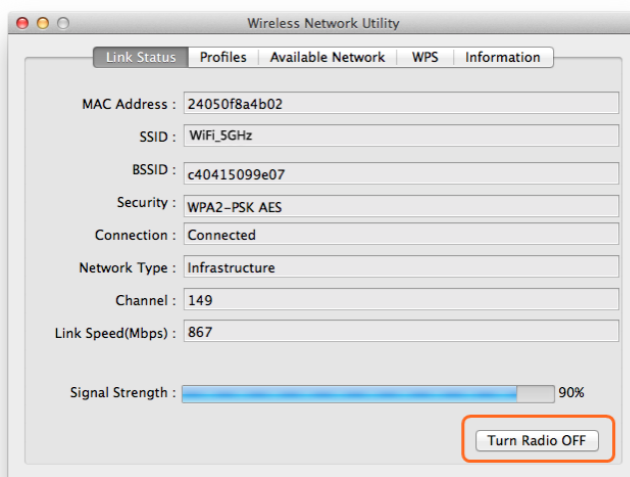 Wireless Network Utility
Link Status Profiles Available Network WPS Information
MAC Address : 24050f8a4b02
SSID : WiFi_5GHz
BSSID : c40415099e07
Security : WPA2-PSK AES
Connection : Connected
Network Type : Infrastructure
Channel : 149
Link Speed(Mbps) : 867
Signal Strength : 90%
Turn Radio OFF